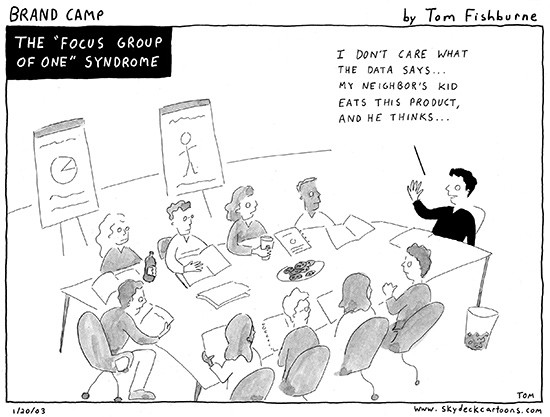 BRAND CAMP
by Tom Fishburne
THE "FOCUS GROUP
OF ONE" SYNDROME
I DON'T CARE WHAT
THE DATA SAYS...
MY NEIGHBOR'S KID
EATS THIS PRODUCT,
AND HE THINKS...
TOM
1/20/03
www.skydeckcartoons.com